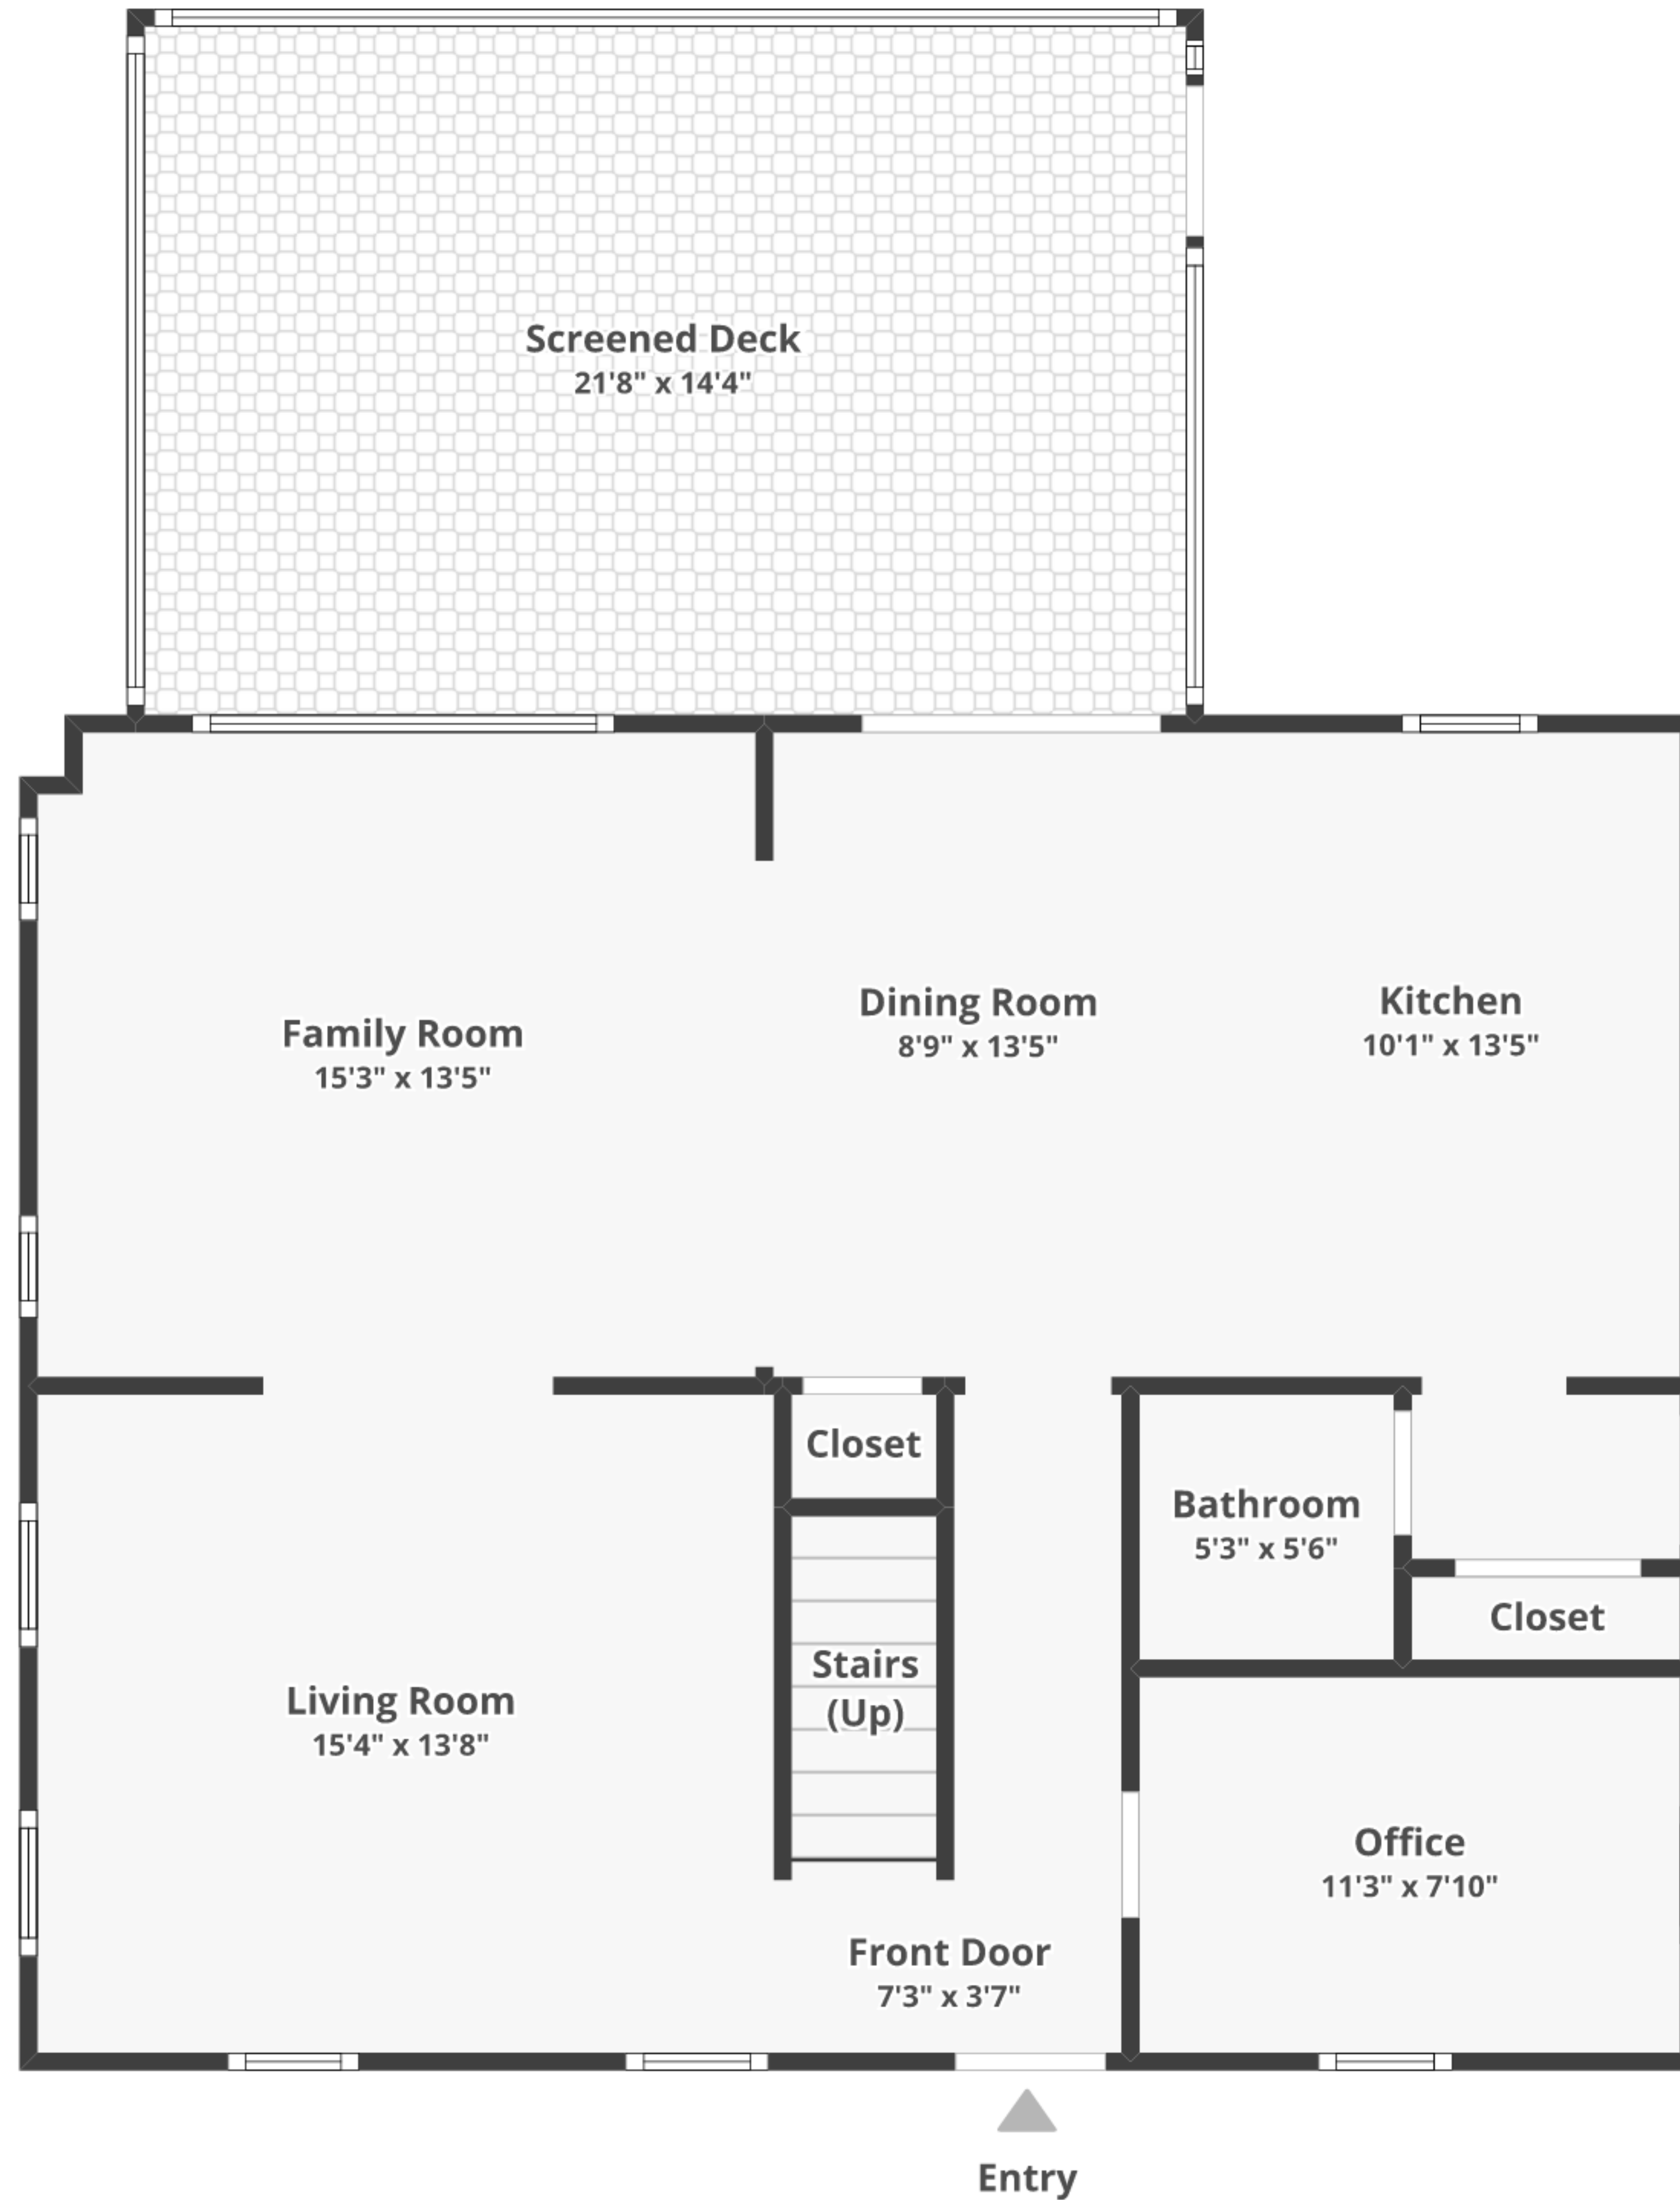 Screened Deck
21'8" x 14'4"
Family Room
15'3" x 13'5"
Dining Room
8'9" x 13'5"
Kitchen
10'1" x 13'5"
Closet
Bathroom
5'3" x 5'6"
Closet
Stairs
(Up)
Living Room
15'4" x 13'8"
Office
11'3" x 7'10"
Front Door
7'3" x 3'7"
Entry